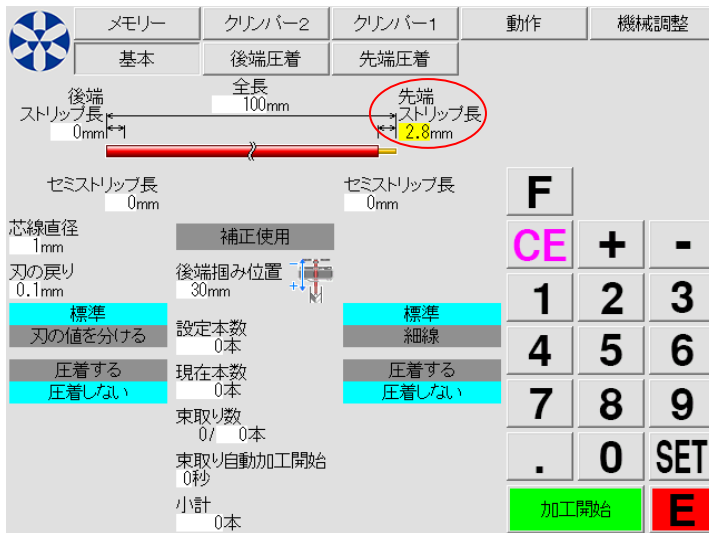 メモリー
クリンパー2
クリンパー1
動作
機械調整
基本
後端圧着
先端圧着
後端
ストリップ長
0mm
全長
100mm
先端
ストリップ長
2.8mm
セミストリップ長
0mm
セミストリップ長
0mm
芯線直径
1mm
補正使用
刃の戻り
0.1mm
後端掴み位置
30mm
標準
刃の値を分ける
設定本数
0本
標準
細線
圧着する
圧着しない
現在本数
0本
圧着する
圧着しない
束取り数
0/ 0本
束取り自動加工開始
0秒
小計
0本
F
CE + -
1 2 3
4 5 6
7 8 9
. 0 SET
加工開始 E